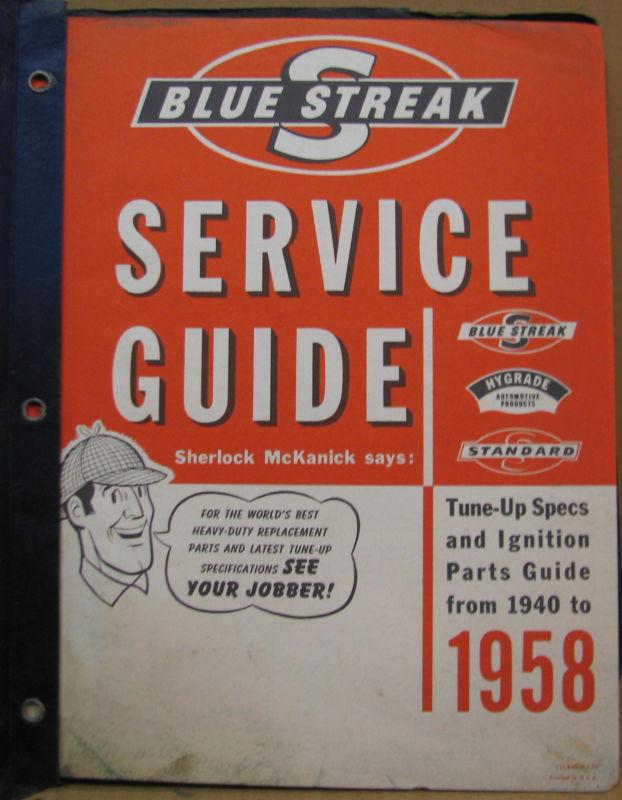 S
BLUE STREAK
SERVICE
GUIDE
S
BLUE STREAK
HYGRADE
AUTOMOTIVE
PRODUCTS
S
STANDARD
Sherlock McKanick says:
FOR THE WORLD'S BEST
HEAVY-DUTY REPLACEMENT
PARTS AND LATEST TUNE-UP
SPECIFICATIONS SEE
YOUR JOBBER!
Tune-Up Specs
and Ignition
Parts Guide
from 1940 to
1958
Printed in U.S.A.